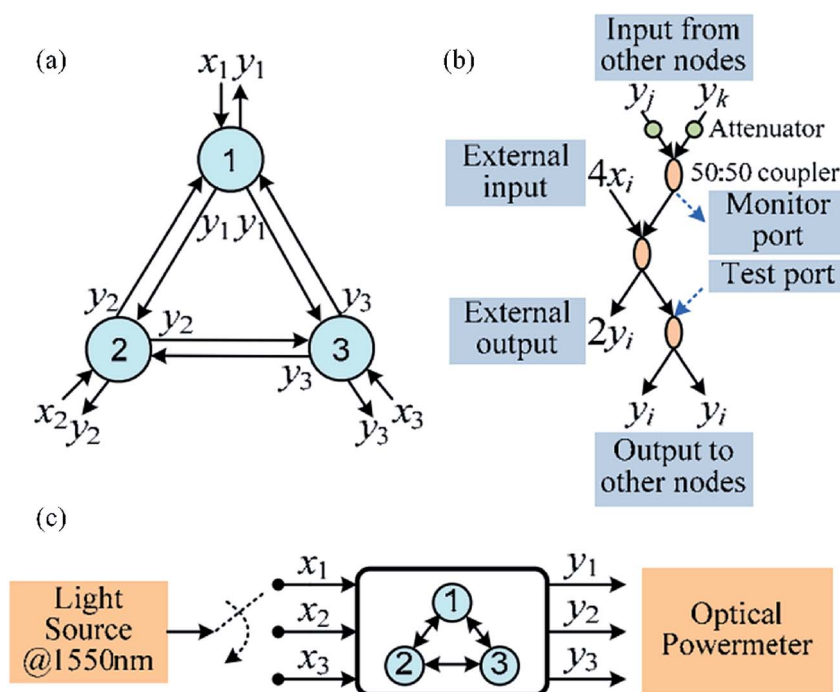 (a)
x1 y1
1
y1 y1
y2
y3
y2
2
3
y3
x2
y2
y3
x3
(b)
Input from
other nodes
yj
yk
Attenuator
External
input
4xi
50:50 coupler
Monitor
port
Test port
External
output
2yi
yi
yi
Output to
other nodes
(c)
Light
Source
@1550nm
x1
x2
x3
1
2
3
y1
y2
y3
Optical
Powermeter